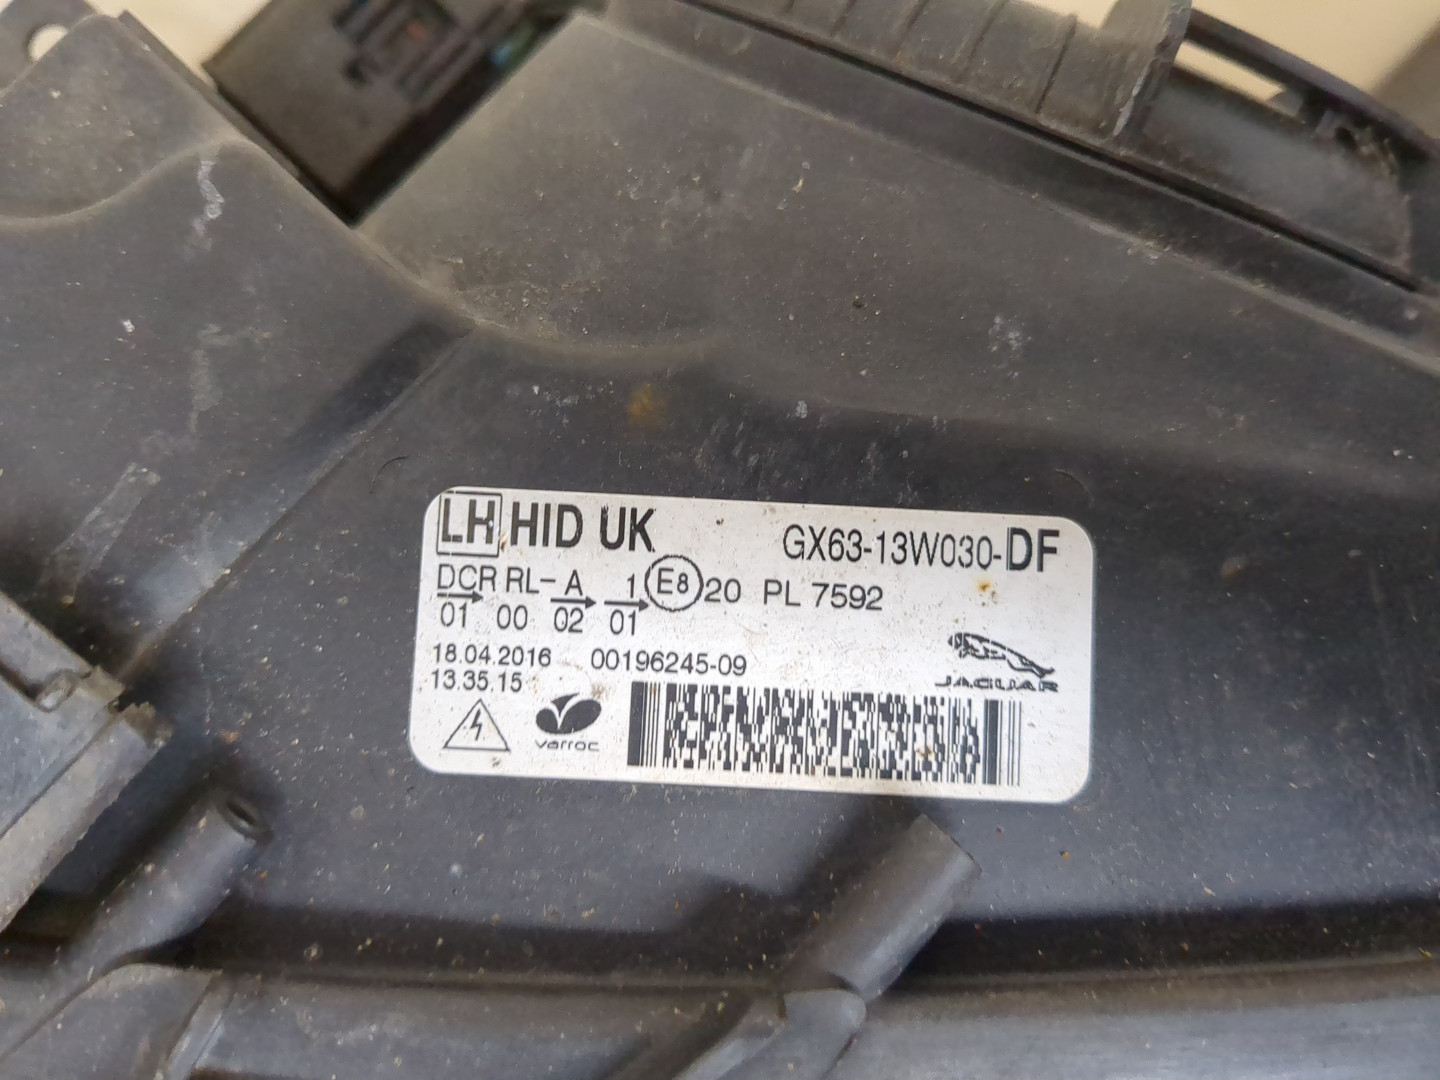 LH HID UK GX63-13W030-DF
DCR RL- A 1 E8 20 PL 7592
01 00 02 01
18.04.2016 00196245-09
13.35.15
JAGUAR
varroc